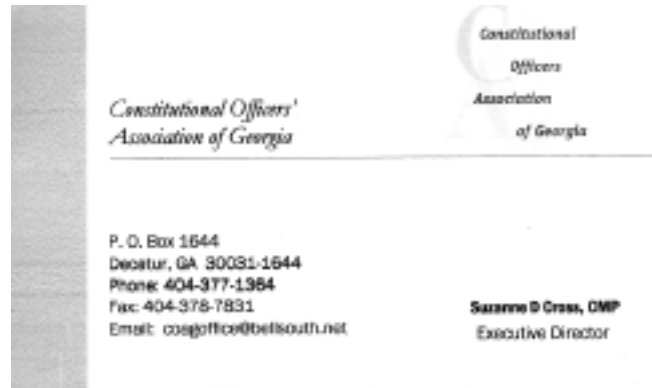 Constitutional
Officers
Association
of Georgia
Constitutional Officers'
Association of Georgia
P. O. Box 1644
Decatur, GA 30031-1644
Phone: 404-377-1364
Fax: 404-378-7831
Email: coagoffice@bellsouth.net
Suzanne D Cross, CMP
Executive Director